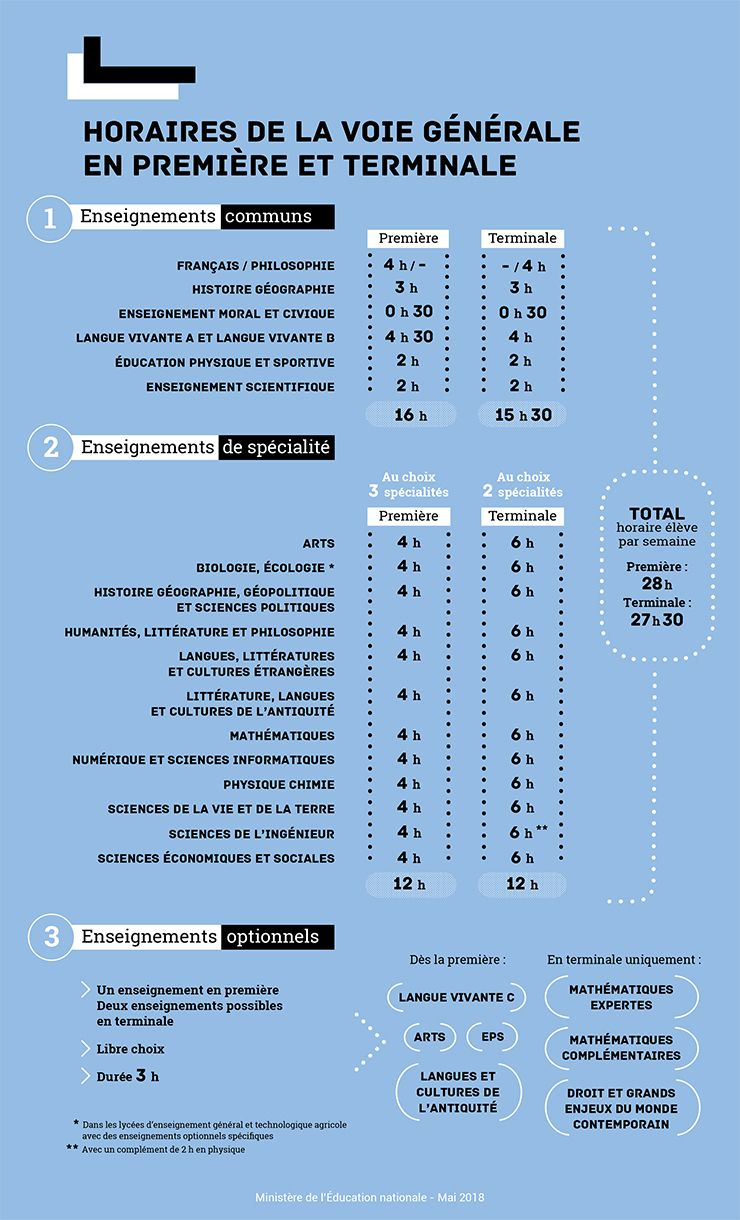 HORAIRES DE LA VOIE GÉNÉRALE
EN PREMIÈRE ET TERMINALE
1 Enseignements communs
Première Terminale
FRANÇAIS / PHILOSOPHIE 4 h / - - / 4 h
HISTOIRE GÉOGRAPHIE 3 h 3 h
ENSEIGNEMENT MORAL ET CIVIQUE 0 h 30 0 h 30
LANGUE VIVANTE A ET LANGUE VIVANTE B 4 h 30 4 h
ÉDUCATION PHYSIQUE ET SPORTIVE 2 h 2 h
ENSEIGNEMENT SCIENTIFIQUE 2 h 2 h
16 h 15 h 30
2 Enseignements de spécialité
Au choix Au choix
3 spécialités 2 spécialités
Première Terminale
ARTS 4 h 6 h
BIOLOGIE, ÉCOLOGIE * 4 h 6 h
HISTOIRE GÉOGRAPHIE, GÉOPOLITIQUE 4 h 6 h
ET SCIENCES POLITIQUES
HUMANITÉS, LITTÉRATURE ET PHILOSOPHIE 4 h 6 h
LANGUES, LITTÉRATURES 4 h 6 h
ET CULTURES ÉTRANGÈRES
LITTÉRATURE, LANGUES 4 h 6 h
ET CULTURES DE L'ANTIQUITÉ
MATHÉMATIQUES 4 h 6 h
NUMÉRIQUE ET SCIENCES INFORMATIQUES 4 h 6 h
PHYSIQUE CHIMIE 4 h 6 h
SCIENCES DE LA VIE ET DE LA TERRE 4 h 6 h
SCIENCES DE L'INGÉNIEUR 4 h 6 h **
SCIENCES ÉCONOMIQUES ET SOCIALES 4 h 6 h
12 h 12 h
TOTAL
horaire élève
par semaine
Première :
28 h
Terminale :
27 h 30
3 Enseignements optionnels
Un enseignement en première
Deux enseignements possibles
en terminale
Libre choix
Durée 3 h
Dès la première :
LANGUE VIVANTE C
ARTS EPS
LANGUES ET
CULTURES DE
L'ANTIQUITÉ
En terminale uniquement :
MATHÉMATIQUES
EXPERTES
MATHÉMATIQUES
COMPLÉMENTAIRES
DROIT ET GRANDS
ENJEUX DU MONDE
CONTEMPORAIN
* Dans les lycées d'enseignement général et technologique agricole
avec des enseignements optionnels spécifiques
** Avec un complément de 2 h en physique
Ministère de l'Éducation nationale - Mai 2018